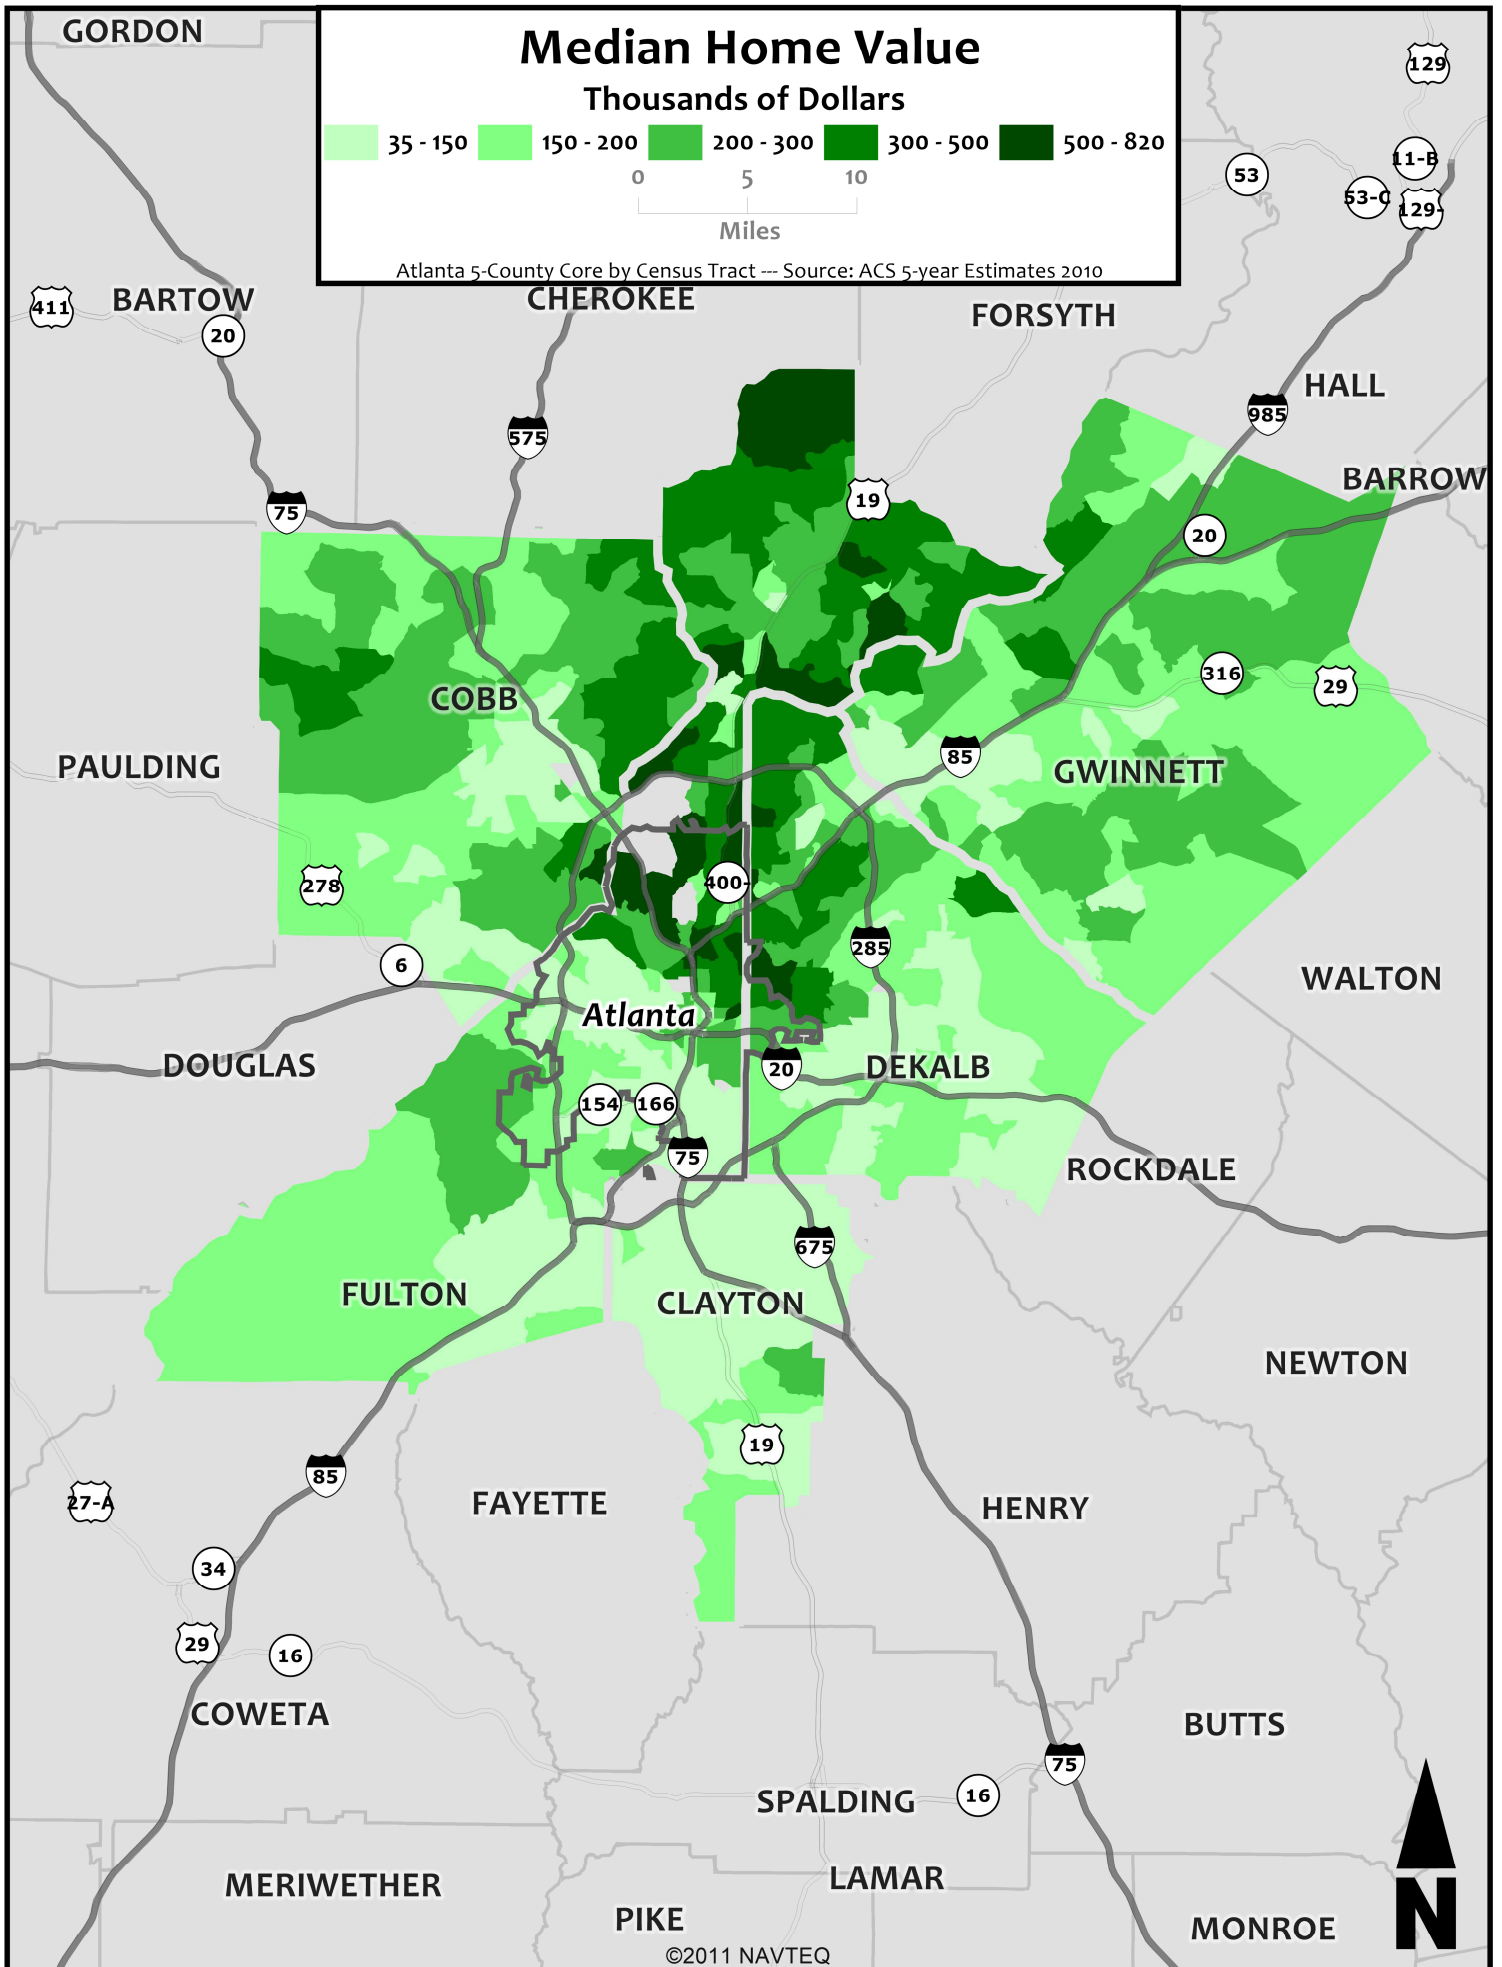 GORDON
Median Home Value
Thousands of Dollars
35 - 150
150 - 200
200 - 300
300 - 500
500 - 820
0
5
10
Miles
Atlanta 5-County Core by Census Tract --- Source: ACS 5-year Estimates 2010
129
11-B
53
53-C
129-
411
BARTOW
CHEROKEE
FORSYTH
20
HALL
985
575
BARROW
75
19
20
COBB
316
29
PAULDING
85
GWINNETT
278
400-
285
6
WALTON
Atlanta
DOUGLAS
20
DEKALB
154
166
75
ROCKDALE
675
FULTON
CLAYTON
NEWTON
19
85
27-A
FAYETTE
HENRY
34
29
16
COWETA
BUTTS
75
SPALDING
16
MERIWETHER
LAMAR
PIKE
MONROE
N
©2011 NAVTEQ